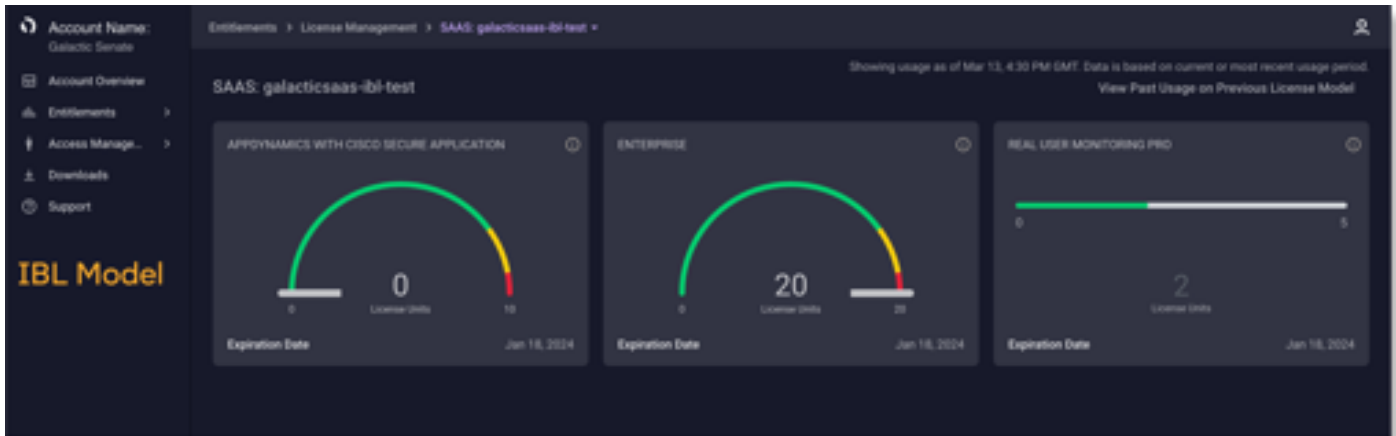 Account Name:
Galactic Senate
Account Overview
Entitlements
Access Manage...
Downloads
Support
IBL Model
Entitlements > License Management > SAAS: galacticsaas-ibl-test
Showing usage as of Mar 13, 4:30 PM GMT. Data is based on current or most recent usage period.
SAAS: galacticsaas-ibl-test
View Past Usage on Previous License Model
APPDYNAMICS WITH CISCO SECURE APPLICATION
0
License Units
0 10
Expiration Date Jan 18, 2024
ENTERPRISE
20
License Units
0 20
Expiration Date Jan 18, 2024
REAL USER MONITORING PRO
0 5
2
License Units
Expiration Date Jan 18, 2024